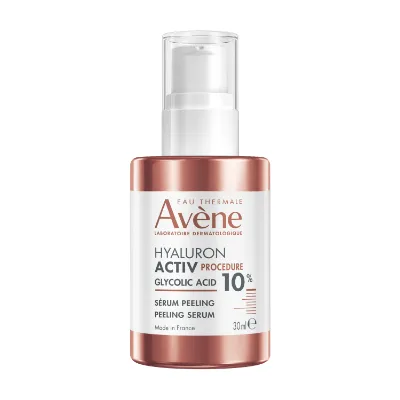 EAU THERMALE
Avène
LABORATOIRE DERMATOLOGIQUE
HYALURON
ACTIV PROCEDURE
GLYCOLIC ACID 10%
SÉRUM PEELING
PEELING SERUM
Made in France
30ml e